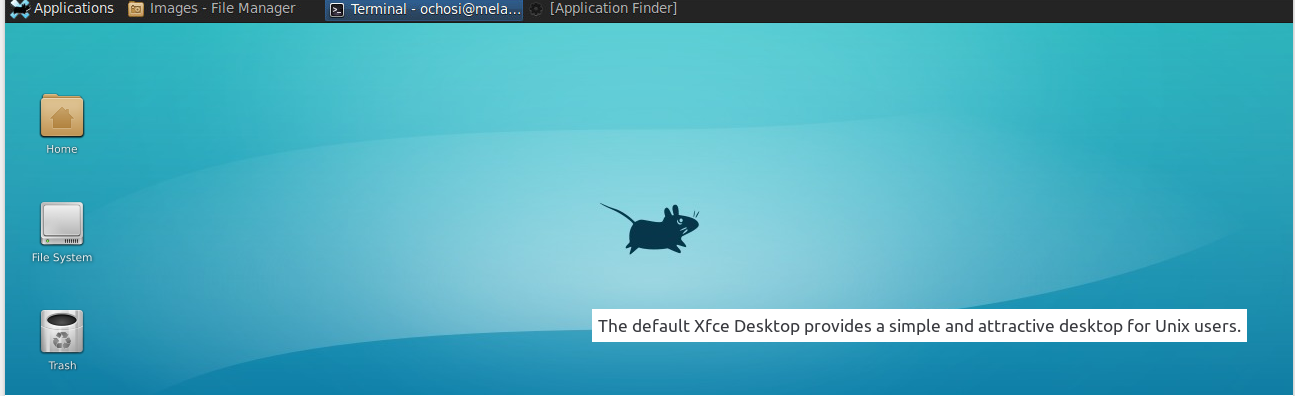 Applications
Images - File Manager
Terminal - ochosi@mela...
[Application Finder]
Home
File System
Trash
The default Xfce Desktop provides a simple and attractive desktop for Unix users.